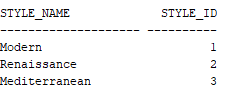 STYLE_NAME STYLE_ID
-------------------- ----------
Modern 1
Renaissance 2
Mediterranean 3